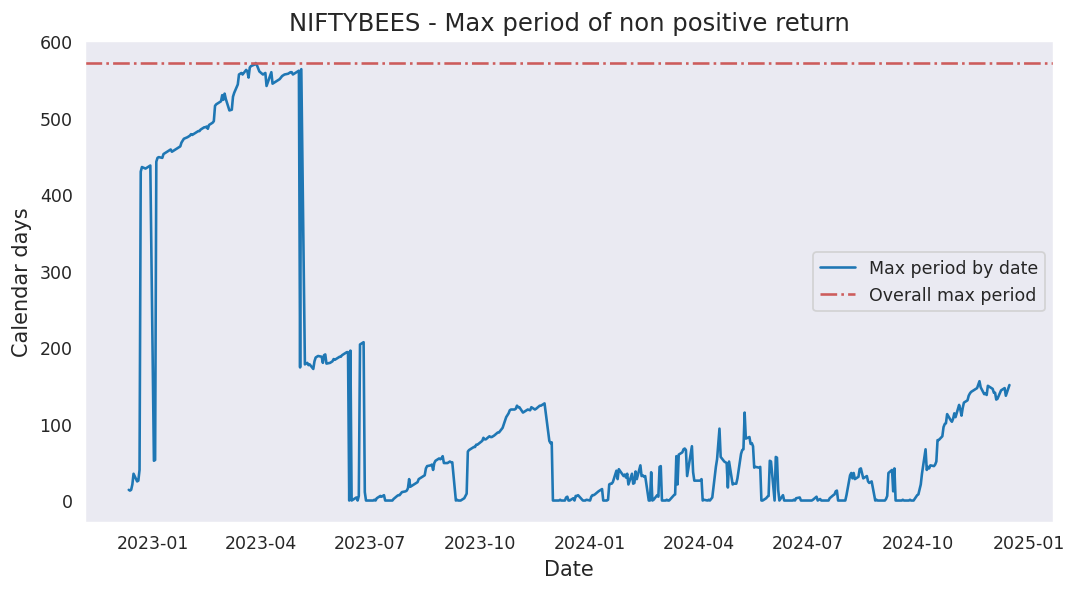 NIFTYBEES - Max period of non positive return
Calendar days
600
500
400
300
200
100
0
Max period by date
Overall max period
2023-01 2023-04 2023-07 2023-10 2024-01 2024-04 2024-07 2024-10 2025-01
Date